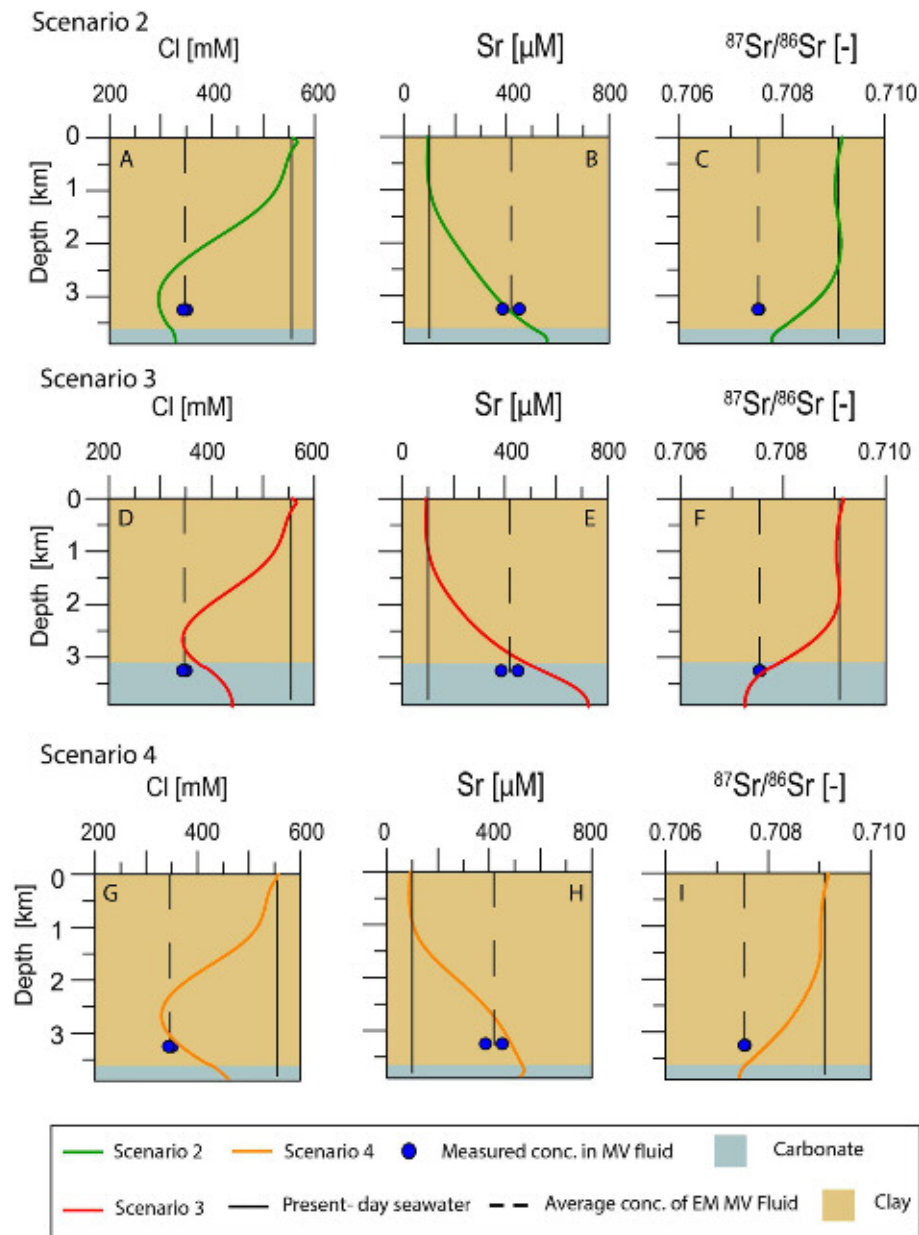 Scenario 2
Cl [mM] Sr [µM] ⁸⁷Sr/⁸⁶Sr [-]
200 400 600 0 400 800 0.706 0.708 0.710
Depth [km]
0
1
2
3
A B C
Scenario 3
Cl [mM] Sr [µM] ⁸⁷Sr/⁸⁶Sr [-]
200 400 600 0 400 800 0.706 0.708 0.710
Depth [km]
0
1
2
3
D E F
Scenario 4
Cl [mM] Sr [µM] ⁸⁷Sr/⁸⁶Sr [-]
200 400 600 0 400 800 0.706 0.708 0.710
Depth [km]
0
1
2
3
G H I
Scenario 2 Scenario 4 Measured conc. in MV fluid Carbonate
Scenario 3 Present- day seawater Average conc. of EM MV Fluid Clay